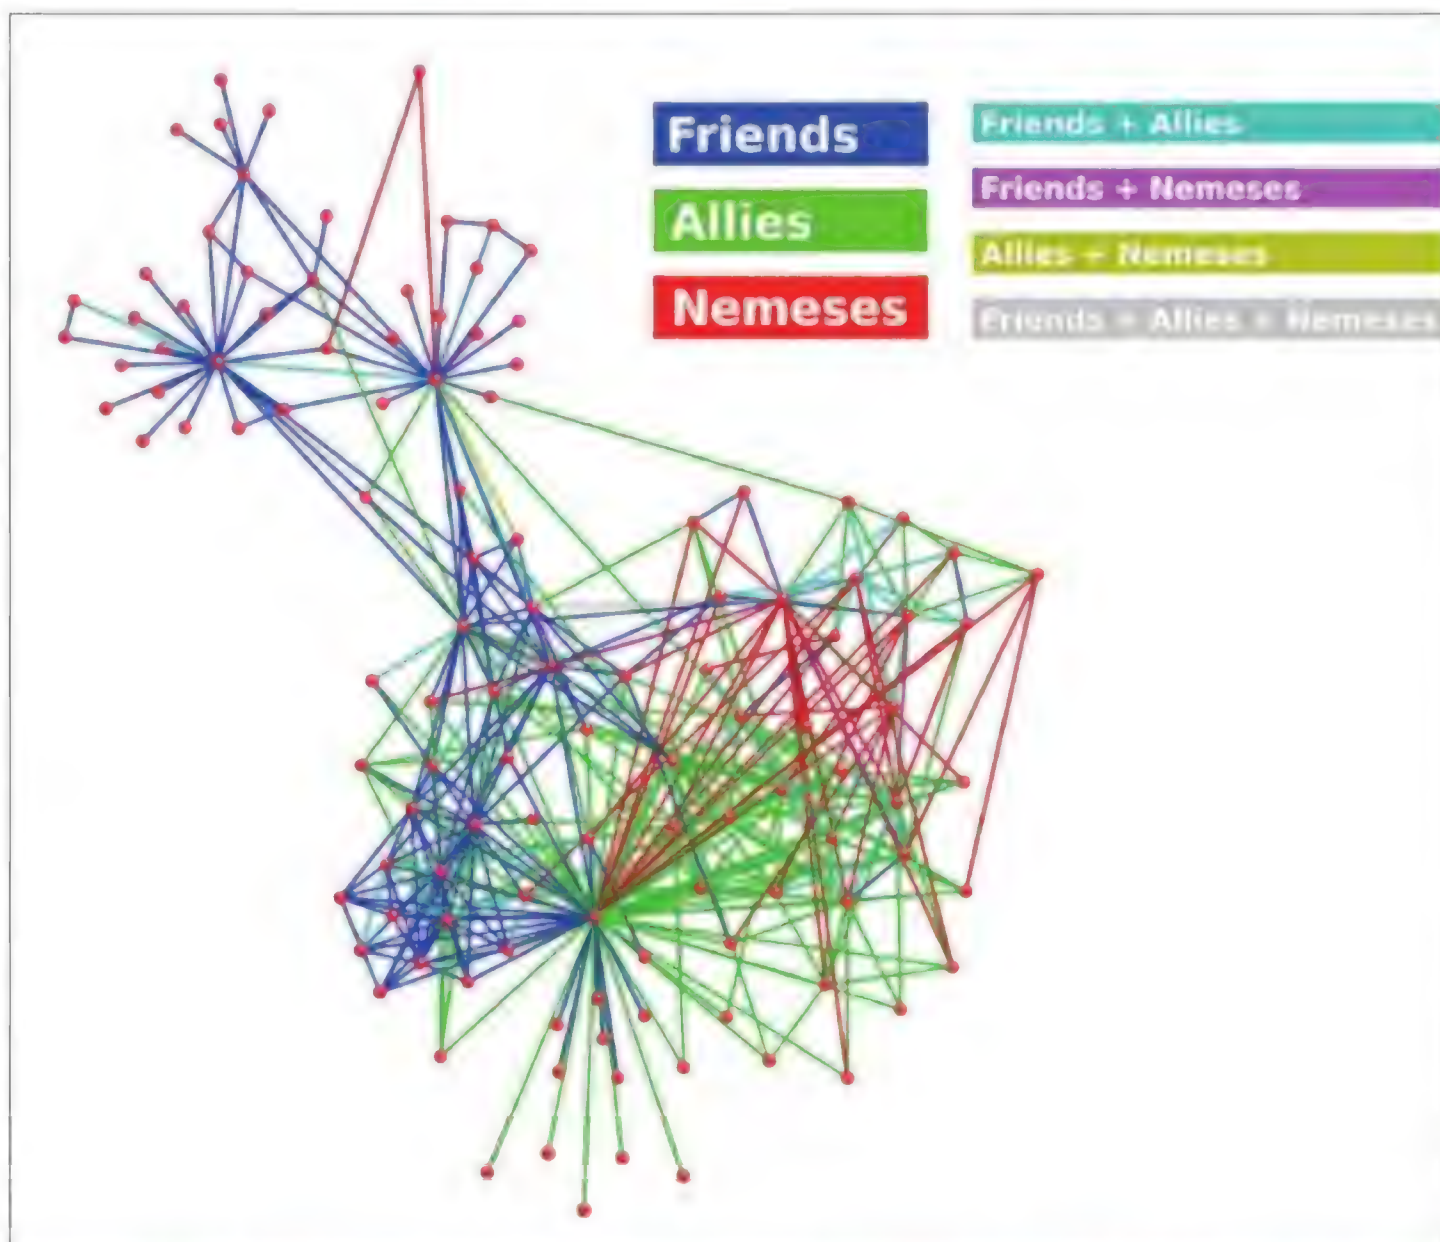 Friends
Allies
Nemeses
Friends + Allies
Friends + Nemeses
Allies + Nemeses
Friends + Allies + Nemeses